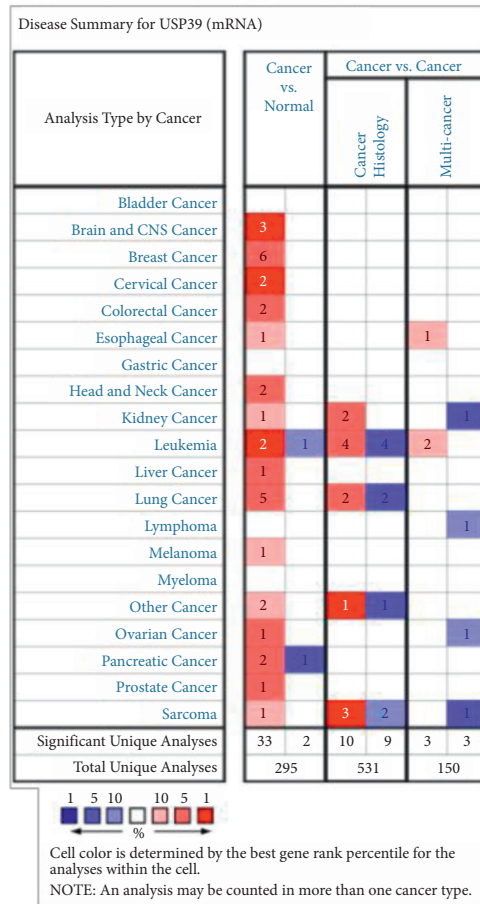 Disease Summary for USP39 (mRNA)
Analysis Type by Cancer
Cancer
vs.
Normal
Cancer vs. Cancer
Cancer
Histology
Multi-cancer
Bladder Cancer
Brain and CNS Cancer 3
Breast Cancer 6
Cervical Cancer 2
Colorectal Cancer 2
Esophageal Cancer 1 1
Gastric Cancer
Head and Neck Cancer 2
Kidney Cancer 1 2 1
Leukemia 2 1 4 4 2
Liver Cancer 1
Lung Cancer 5 2 2
Lymphoma 1
Melanoma 1
Myeloma
Other Cancer 2 1 1
Ovarian Cancer 1 1
Pancreatic Cancer 2 1
Prostate Cancer 1
Sarcoma 1 3 2 1
Significant Unique Analyses 33 2 10 9 3 3
Total Unique Analyses 295 531 150
1 5 10 10 5 1
%
Cell color is determined by the best gene rank percentile for the
analyses within the cell.
NOTE: An analysis may be counted in more than one cancer type.